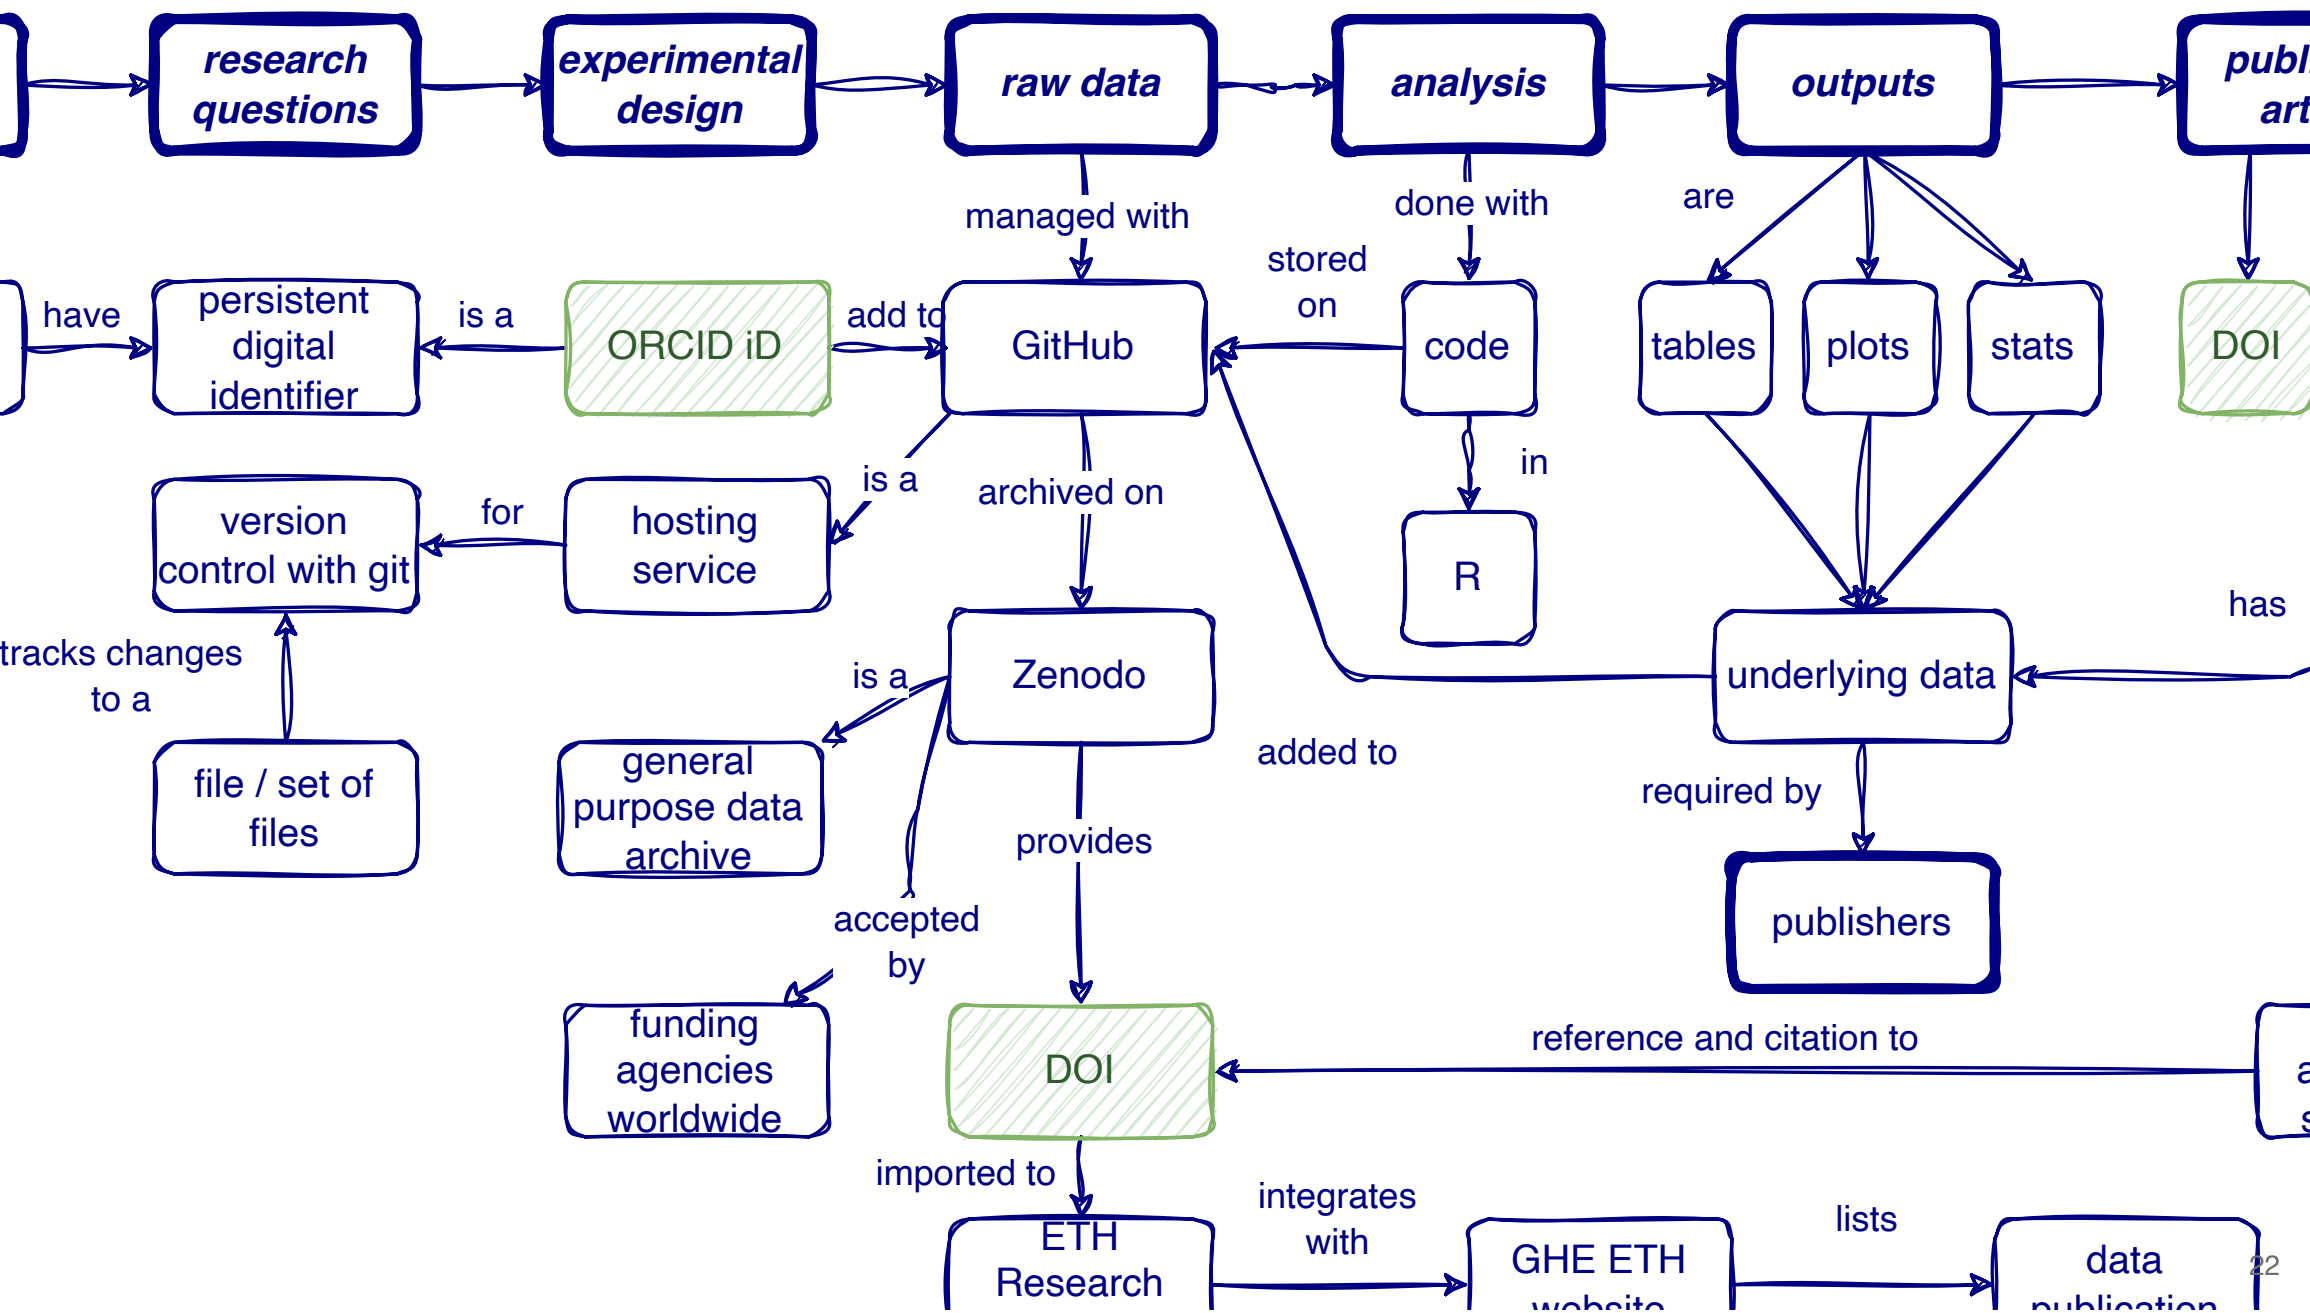 research
questions
experimental
design
raw data
analysis
outputs
managed with
done with
are
stored
on
have
persistent
digital
identifier
is a
ORCID iD
add to
GitHub
code
tables
plots
stats
DOI
is a
archived on
in
version
control with git
for
hosting
service
R
has
tracks changes
to a
is a
Zenodo
underlying data
added to
required by
file / set of
files
general
purpose data
archive
provides
accepted
by
publishers
funding
agencies
worldwide
DOI
reference and citation to
imported to
integrates
with
lists
ETH
Research
GHE ETH
website
data
publication
22